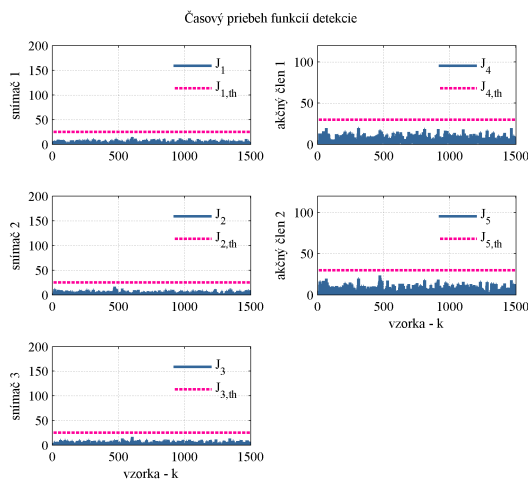 Časový priebeh funkcií detekcie
200
150
100
50
0
snímač 1
J1
J1,th
0 500 1000 1500
100
50
0
akčný člen 1
J4
J4,th
0 500 1000 1500
200
150
100
50
0
snímač 2
J2
J2,th
0 500 1000 1500
100
50
0
akčný člen 2
J5
J5,th
0 500 1000 1500
vzorka - k
200
150
100
50
0
snímač 3
J3
J3,th
0 500 1000 1500
vzorka - k